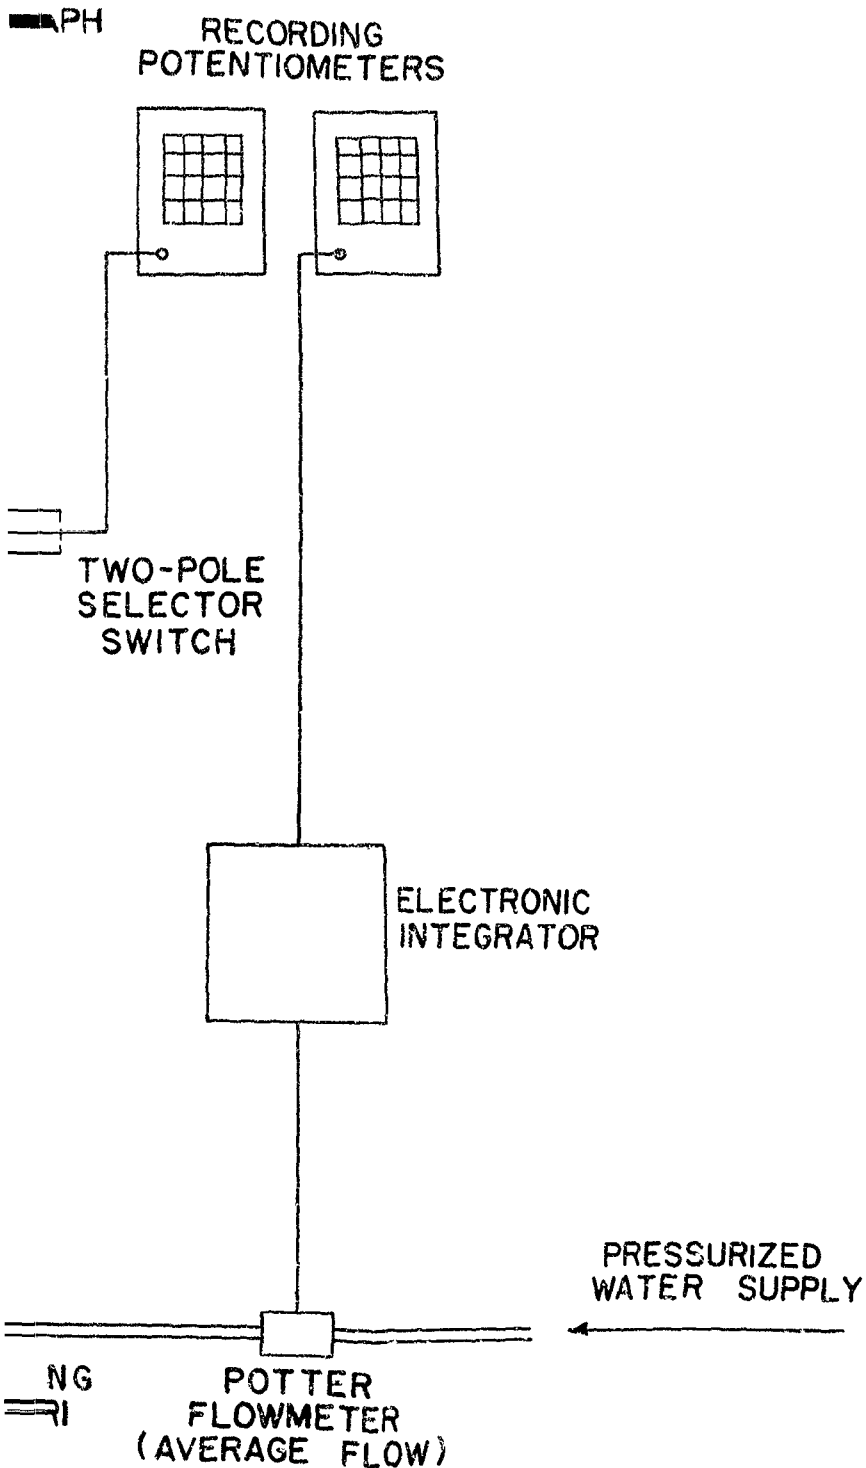 PH
RECORDING
POTENTIOMETERS
TWO-POLE
SELECTOR
SWITCH
ELECTRONIC
INTEGRATOR
PRESSURIZED
WATER SUPPLY
NG
POTTER
FLOWMETER
(AVERAGE FLOW)